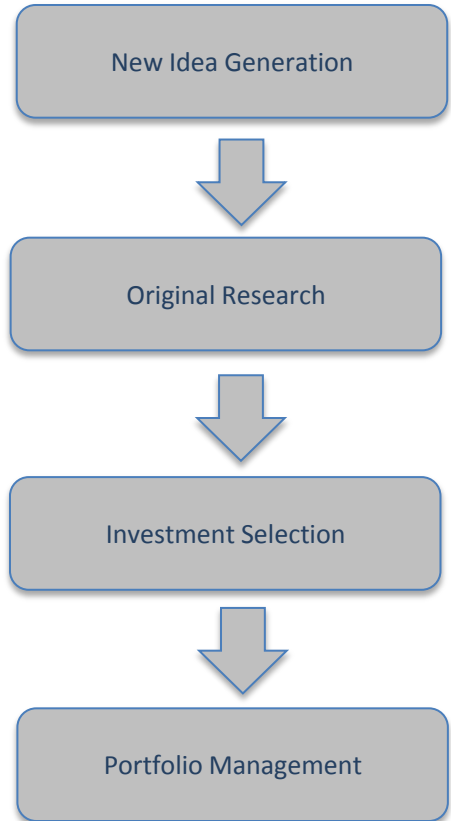 New Idea Generation
Original Research
Investment Selection
Portfolio Management